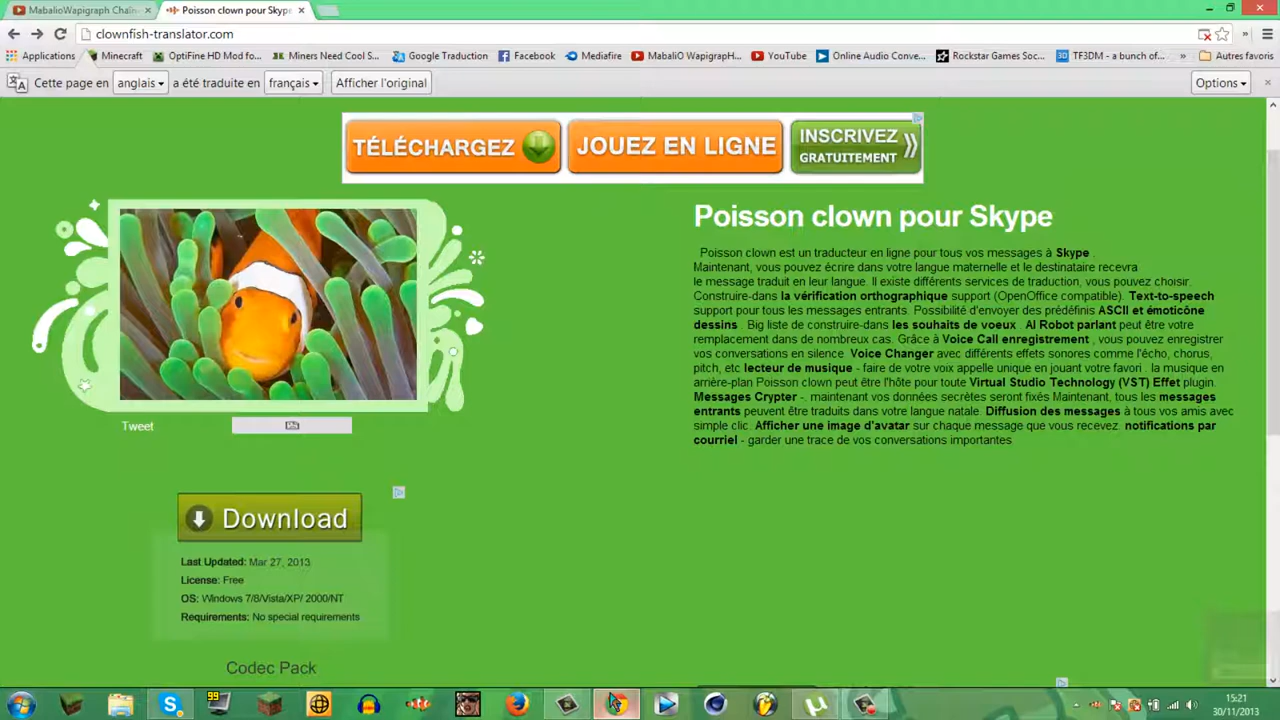 MabalioWapigraph Chaîn
Poisson clown pour Skype
clownfish-translator.com
Applications
Minecraft
OptiFine HD Mod fo...
Miners Need Cool S...
Google Traduction
Facebook
Mediafire
MabaliO WapigrapH...
YouTube
Online Audio Conve...
Rockstar Games Soc...
TF3DM - a bunch of...
»
Autres favoris
Cette page en anglais a été traduite en français Afficher l'original
Options
TÉLÉCHARGEZ
JOUEZ EN LIGNE
INSCRIVEZ
GRATUITEMENT
Poisson clown pour Skype
Poisson clown est un traducteur en ligne pour tous vos messages à Skype .
Maintenant, vous pouvez écrire dans votre langue maternelle et le destinataire recevra
le message traduit en leur langue. Il existe différents services de traduction, vous pouvez choisir.
Construire-dans la vérification orthographique support (OpenOffice compatible). Text-to-speech
support pour tous les messages entrants. Possibilité d'envoyer des prédéfinis ASCII et émoticône
dessins . Big liste de construire-dans les souhaits de voeux . AI Robot parlant peut être votre
remplacement dans de nombreux cas. Grâce à Voice Call enregistrement , vous pouvez enregistrer
vos conversations en silence Voice Changer avec différents effets sonores comme l'écho, chorus,
pitch, etc lecteur de musique - faire de votre voix appelle unique en jouant votre favori . la musique en
arrière-plan Poisson clown peut être l'hôte pour toute Virtual Studio Technology (VST) Effet plugin.
Messages Crypter -. maintenant vos données secrètes seront fixés Maintenant, tous les messages
entrants peuvent être traduits dans votre langue natale. Diffusion des messages à tous vos amis avec
simple clic. Afficher une image d'avatar sur chaque message que vous recevez. notifications par
courriel - garder une trace de vos conversations importantes
Tweet
Download
Last Updated: Mar 27, 2013
License: Free
OS: Windows 7/8/Vista/XP/ 2000/NT
Requirements: No special requirements
Codec Pack
99
15:21
30/11/2013